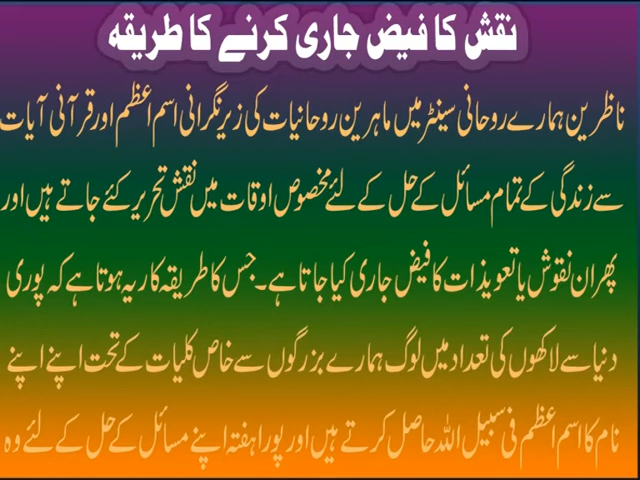 نقش کا فیض جاری کرنے کا طریقہ
ناظرین ہمارے روحانی سینٹر میں ماہرین روحانیات کی زیر نگرانی اسم اعظم اور قرآنی آیات
سے زندگی کے تمام مسائل کے حل کے لئے مخصوص اوقات میں نقش تحریر کئے جاتے ہیں اور
پھر ان نقوش یا تعویذات کا فیض جاری کیا جاتا ہے۔ جس کا طریقہ کار یہ ہوتا ہے کہ پوری
دنیا سے لاکھوں کی تعداد میں لوگ ہمارے بزرگوں سے خاص کلیات کے تحت اپنے اپنے
نام کا اسم اعظم فی سبیل اللہ حاصل کرتے ہیں اور پورا ہفتہ اپنے مسائل کے حل کے لئے وہ